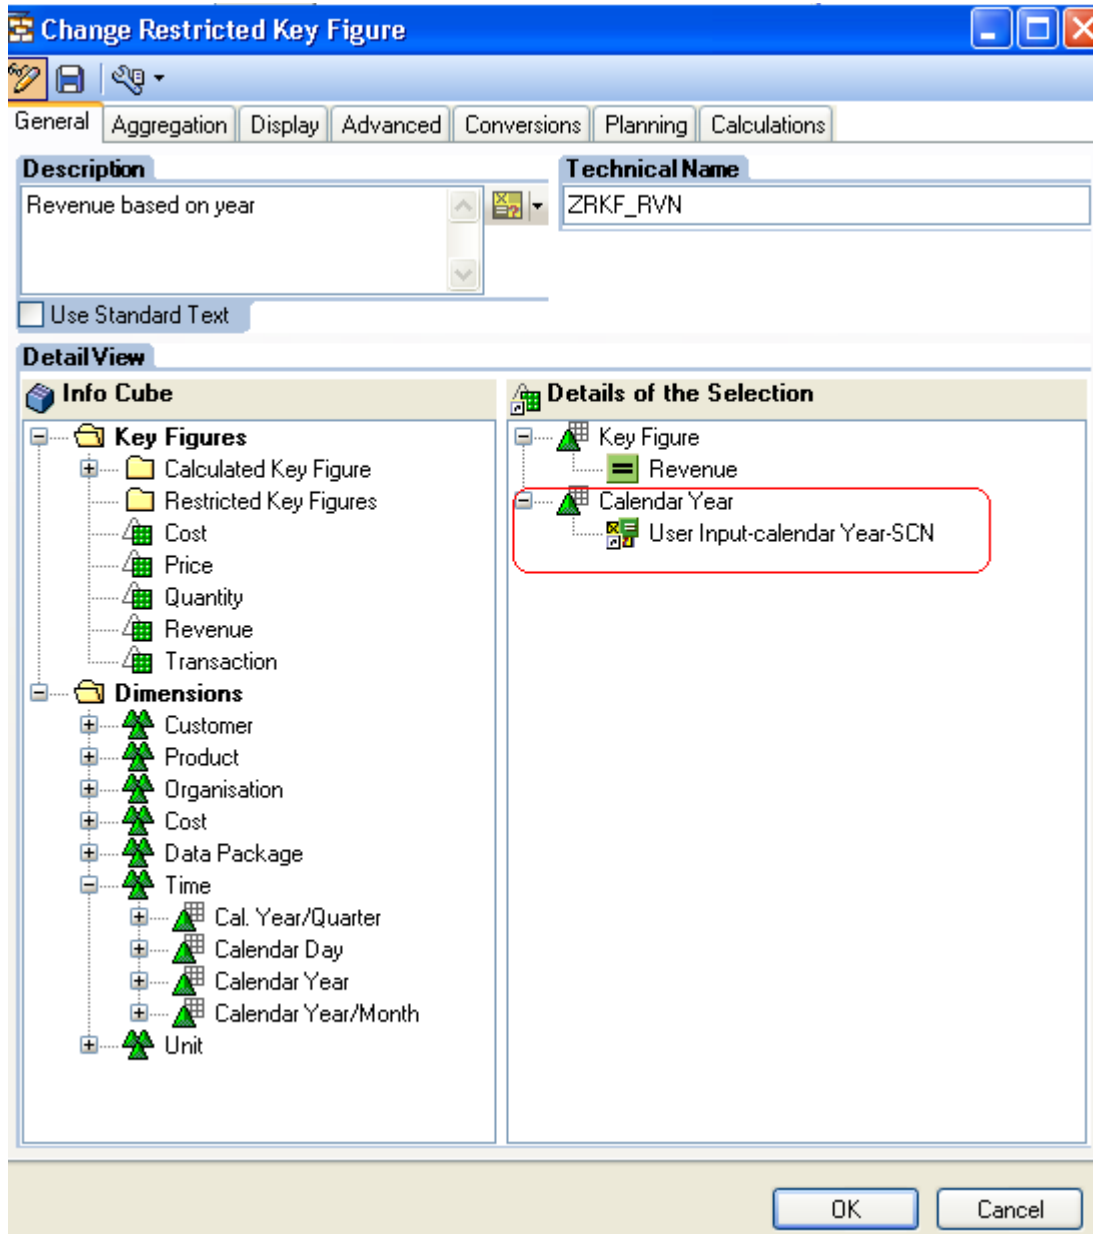 Change Restricted Key Figure
General Aggregation Display Advanced Conversions Planning Calculations
Description
Technical Name
Revenue based on year
ZRKF_RVN
Use Standard Text
Detail View
Info Cube
Details of the Selection
Key Figures
Calculated Key Figure
Restricted Key Figures
Cost
Price
Quantity
Revenue
Transaction
Dimensions
Customer
Product
Organisation
Cost
Data Package
Time
Cal. Year/Quarter
Calendar Day
Calendar Year
Calendar Year/Month
Unit
Key Figure
Revenue
Calendar Year
User Input-calendar Year-SCN
OK Cancel